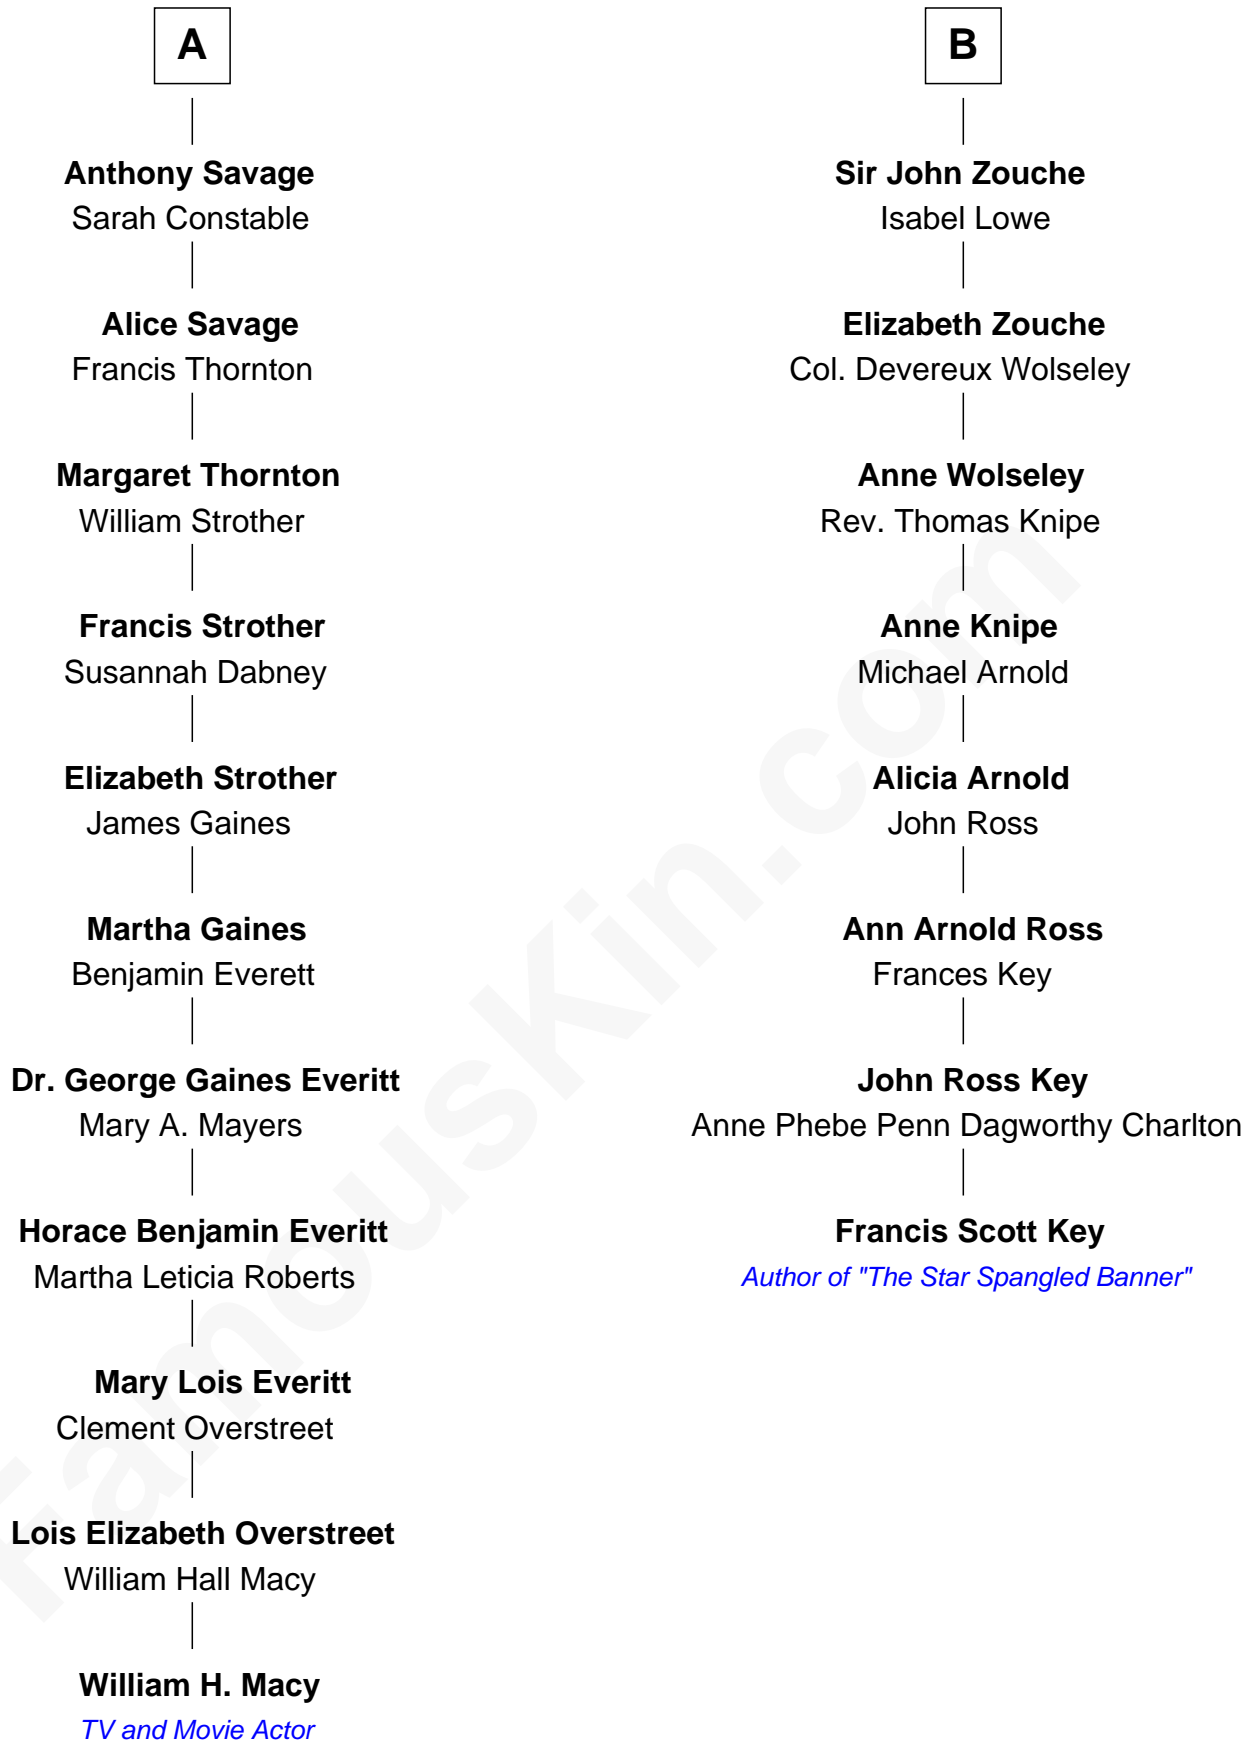 A
Anthony Savage
Sarah Constable
Alice Savage
Francis Thornton
Margaret Thornton
William Strother
Francis Strother
Susannah Dabney
Elizabeth Strother
James Gaines
Martha Gaines
Benjamin Everett
Dr. George Gaines Everitt
Mary A. Mayers
Horace Benjamin Everitt
Martha Leticia Roberts
Mary Lois Everitt
Clement Overstreet
Lois Elizabeth Overstreet
William Hall Macy
William H. Macy
TV and Movie Actor
B
Sir John Zouche
Isabel Lowe
Elizabeth Zouche
Col. Devereux Wolseley
Anne Wolseley
Rev. Thomas Knipe
Anne Knipe
Michael Arnold
Alicia Arnold
John Ross
Ann Arnold Ross
Frances Key
John Ross Key
Anne Phebe Penn Dagworthy Charlton
Francis Scott Key
Author of "The Star Spangled Banner"
FamousKin.com